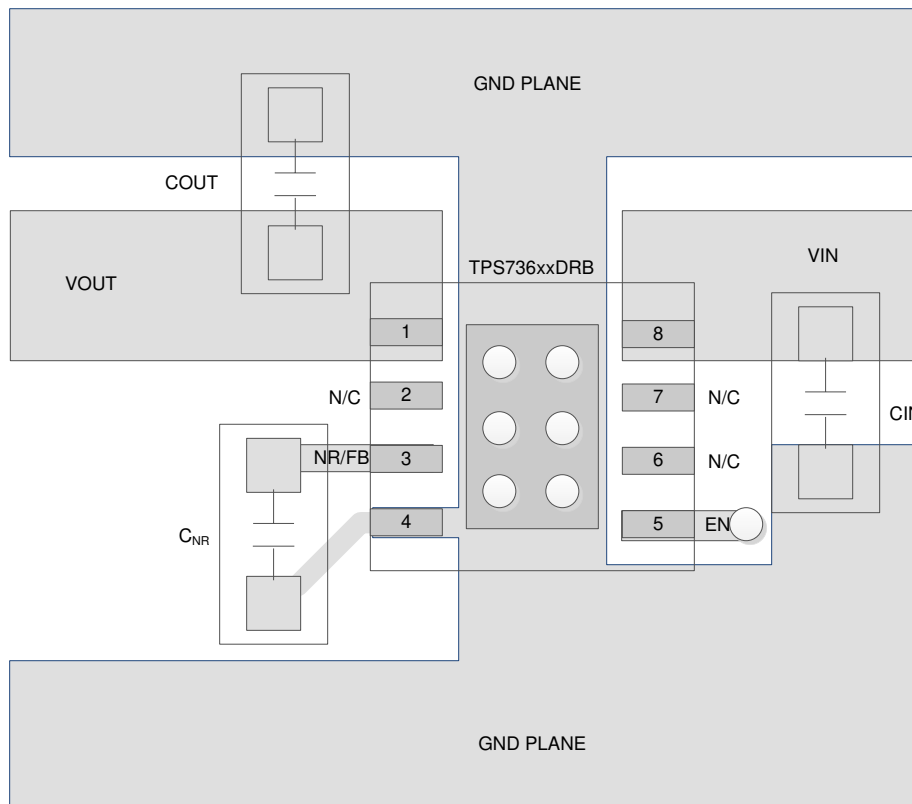 GND PLANE
COUT
VOUT
TPS736xxDRB
VIN
1
8
N/C
2
7
N/C
CIN
NR/FB
3
6
N/C
CNR
4
5
EN
GND PLANE